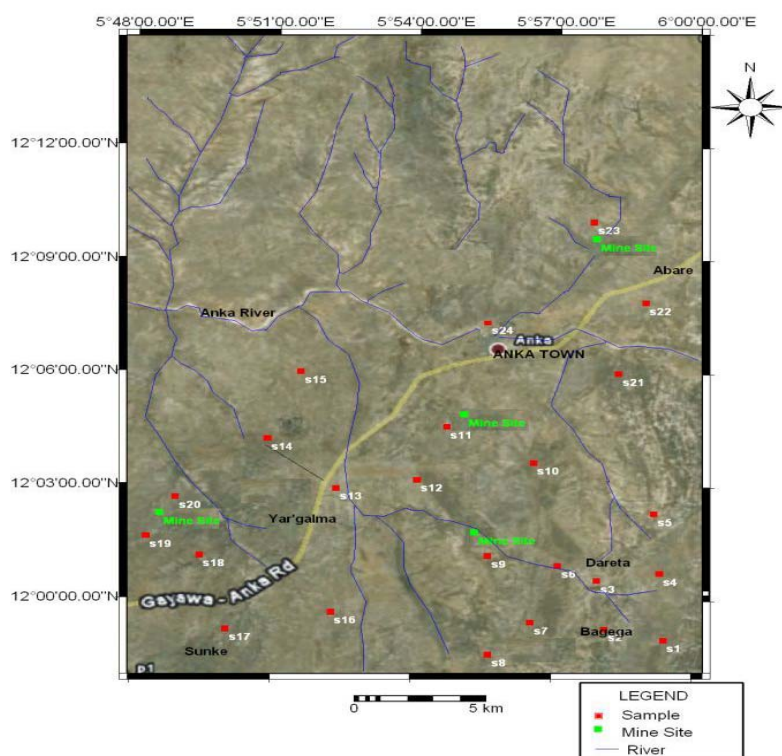 5°48'00.00"E 5°51'00.00"E 5°54'00.00"E 5°57'00.00"E 6°00'00.00"E
N
12°12'00.00"N
s23
Mine Site
12°09'00.00"N
Abare
s22
Anka River
s24
Anka
ANKA TOWN
12°06'00.00"N
s15
s21
Mine Site
s11
s14
s10
12°03'00.00"N
s13
s12
s20
Mine Site
Yar'galma
s5
s19
Mine Site
s18
s9
Dareta
s6
s4
s3
Gayawa - Anka Rd
12°00'00.00"N
s16
s7
Bagega
s2
s17
s1
Sunke
s8
P1
0 5 km
LEGEND
Sample
Mine Site
River